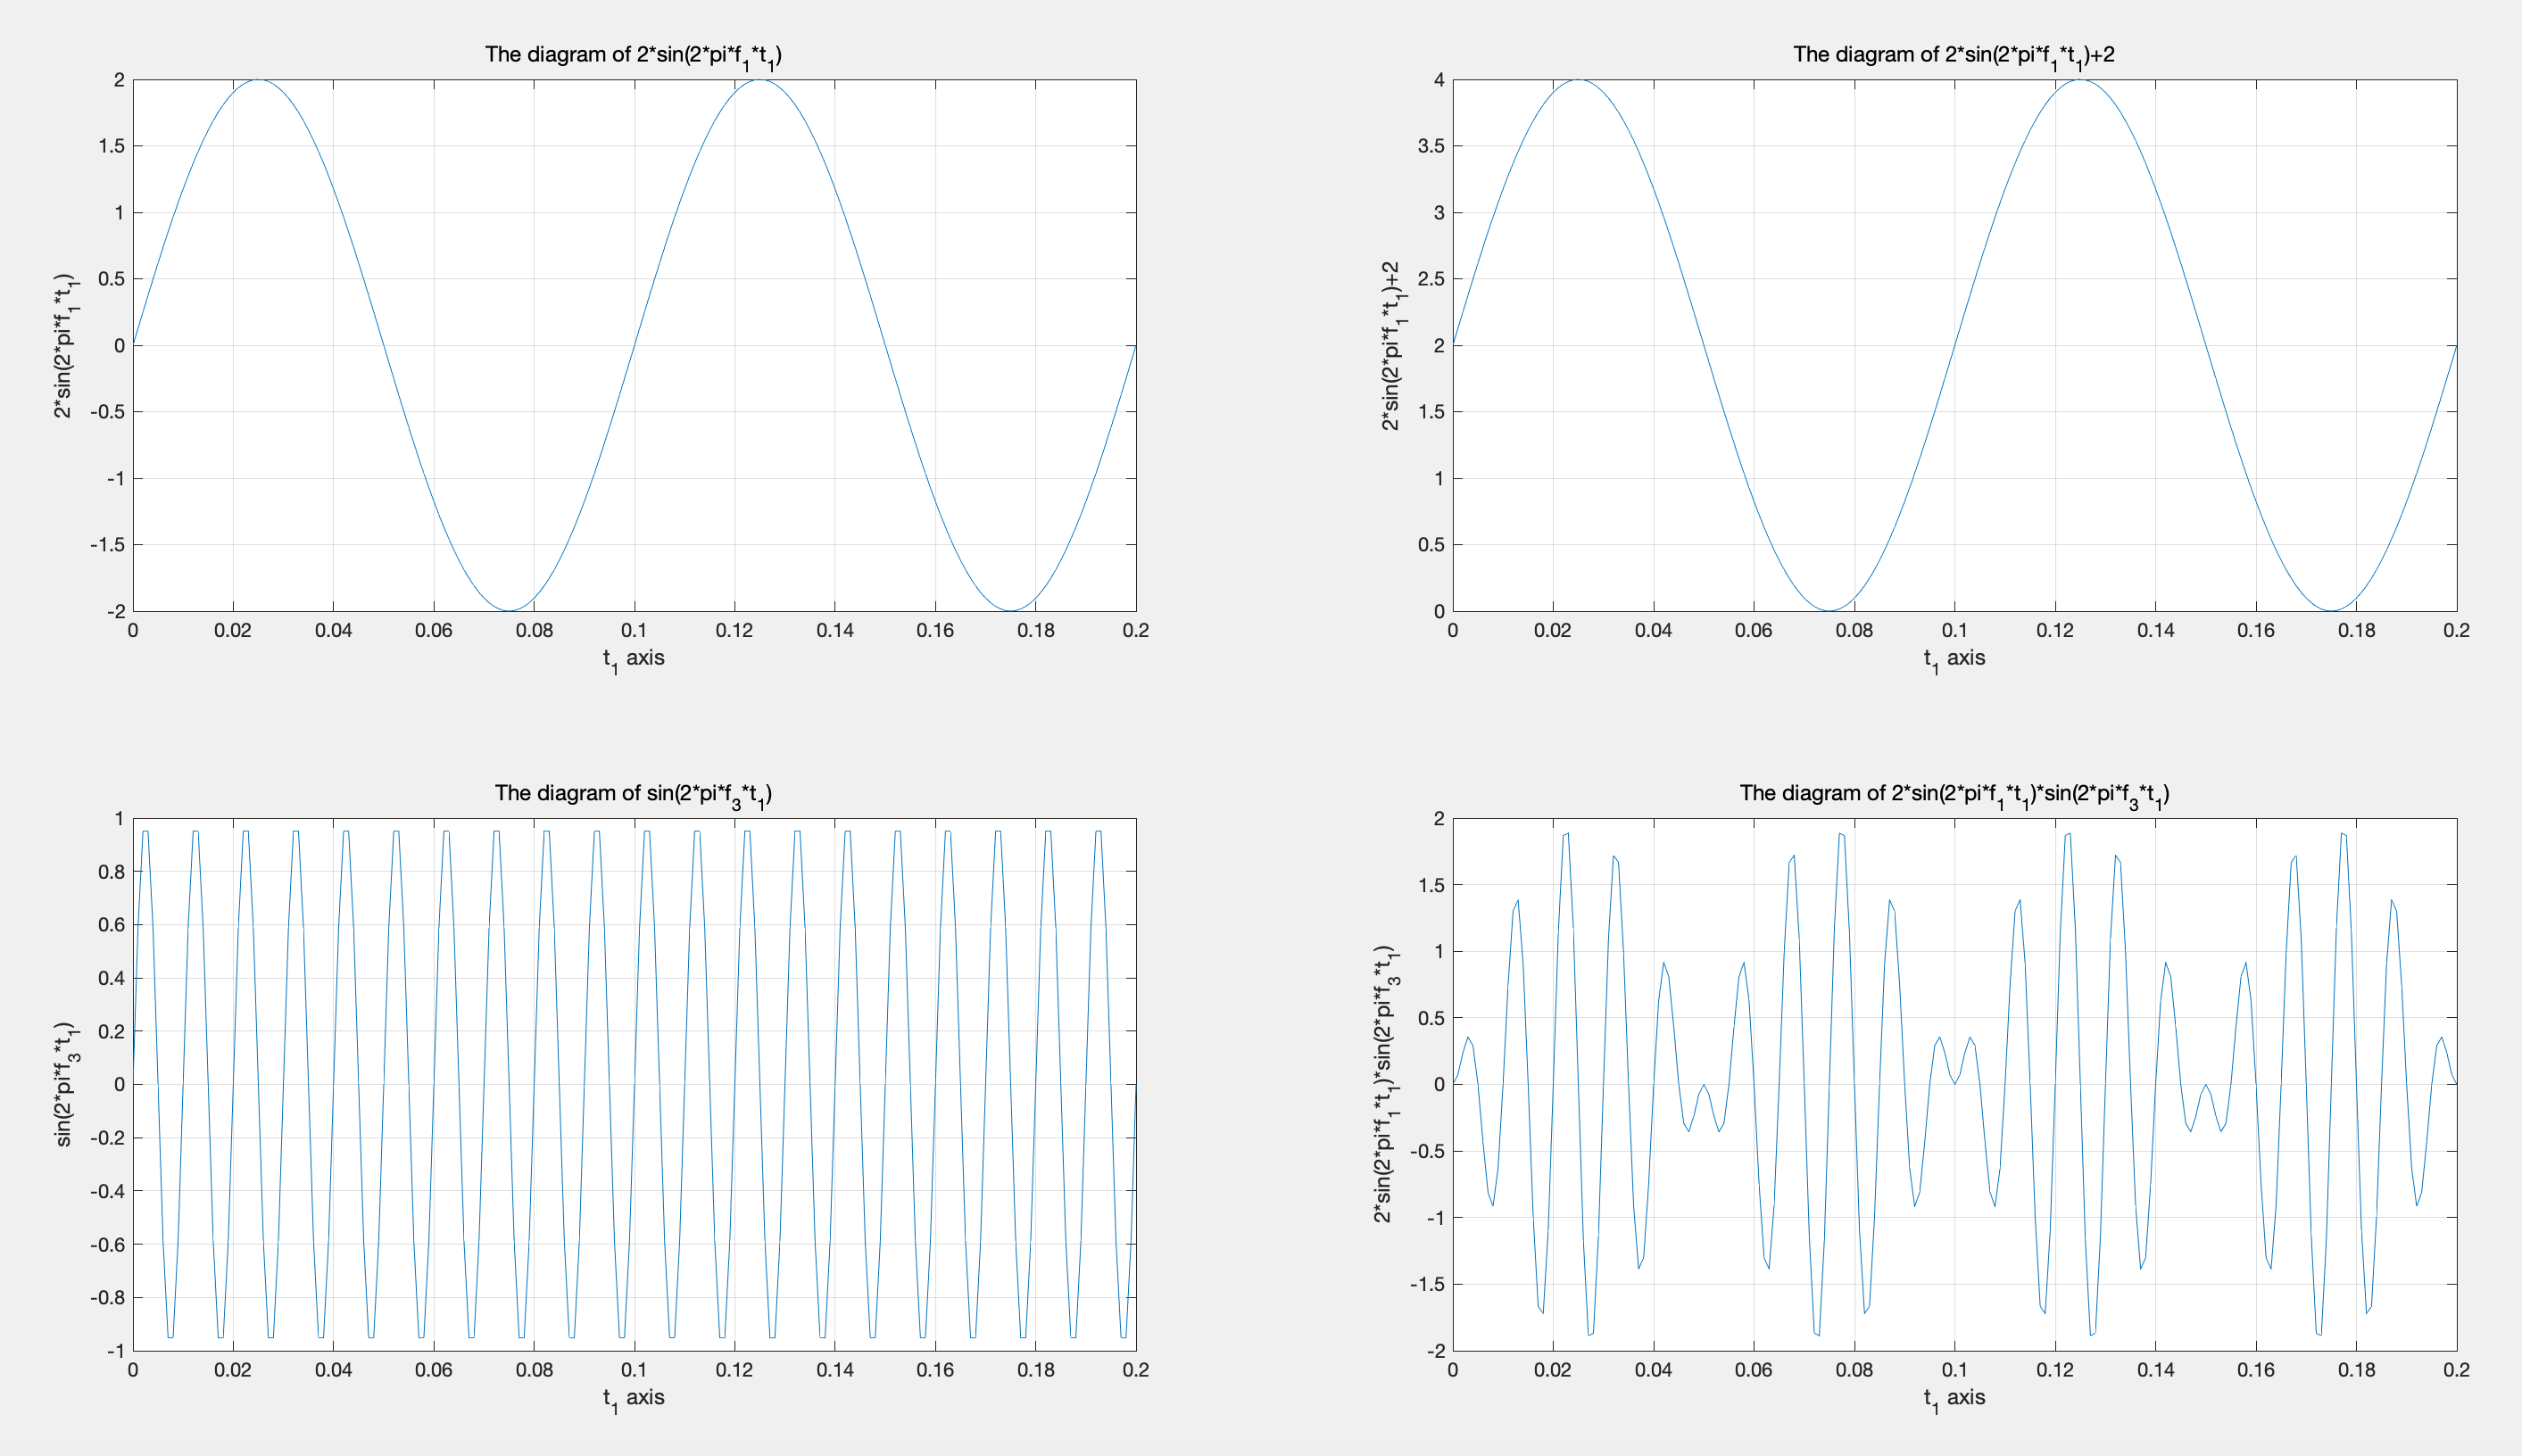 The diagram of 2*sin(2*pi*f₁*t₁)
2
1.5
1
0.5
0
-0.5
-1
-1.5
-2
2*sin(2*pi*f₁*t₁)
0 0.02 0.04 0.06 0.08 0.1 0.12 0.14 0.16 0.18 0.2
t₁ axis
The diagram of 2*sin(2*pi*f₁*t₁)+2
4
3.5
3
2.5
2
1.5
1
0.5
0
2*sin(2*pi*f₁*t₁)+2
0 0.02 0.04 0.06 0.08 0.1 0.12 0.14 0.16 0.18 0.2
t₁ axis
The diagram of sin(2*pi*f₃*t₁)
1
0.8
0.6
0.4
0.2
0
-0.2
-0.4
-0.6
-0.8
-1
sin(2*pi*f₃*t₁)
0 0.02 0.04 0.06 0.08 0.1 0.12 0.14 0.16 0.18 0.2
t₁ axis
The diagram of 2*sin(2*pi*f₁*t₁)*sin(2*pi*f₃*t₁)
2
1.5
1
0.5
0
-0.5
-1
-1.5
-2
2*sin(2*pi*f₁*t₁)*sin(2*pi*f₃*t₁)
0 0.02 0.04 0.06 0.08 0.1 0.12 0.14 0.16 0.18 0.2
t₁ axis